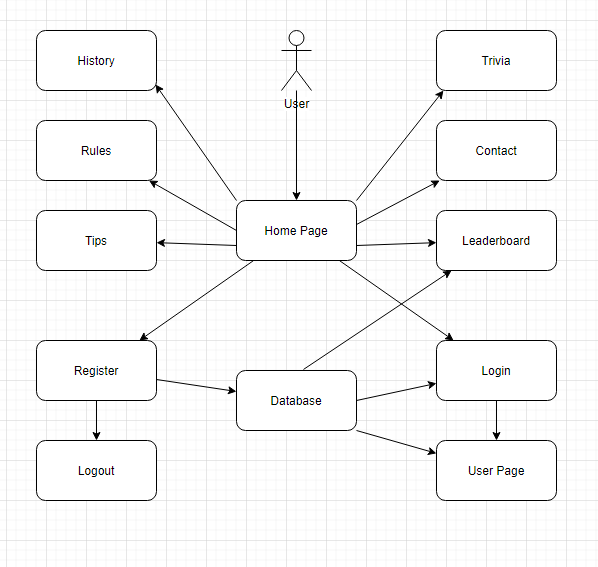 History
User
Trivia
Rules
Contact
Home Page
Tips
Leaderboard
Register
Database
Login
Logout
User Page